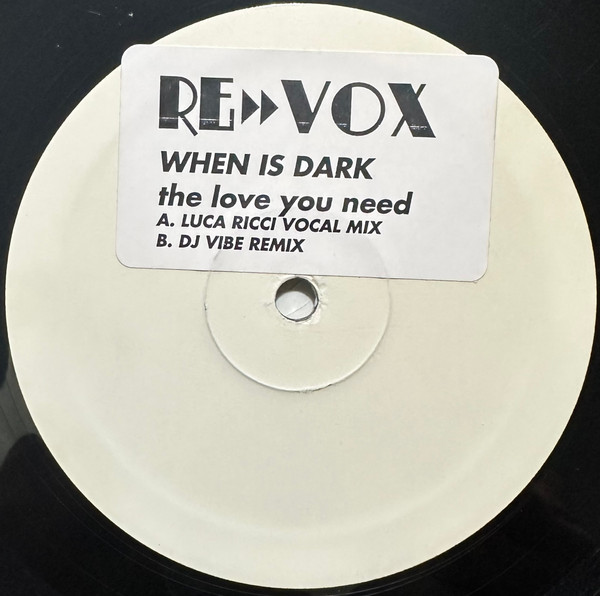 RE▸▸VOX
WHEN IS DARK
the love you need
A. LUCA RICCI VOCAL MIX
B. DJ VIBE REMIX